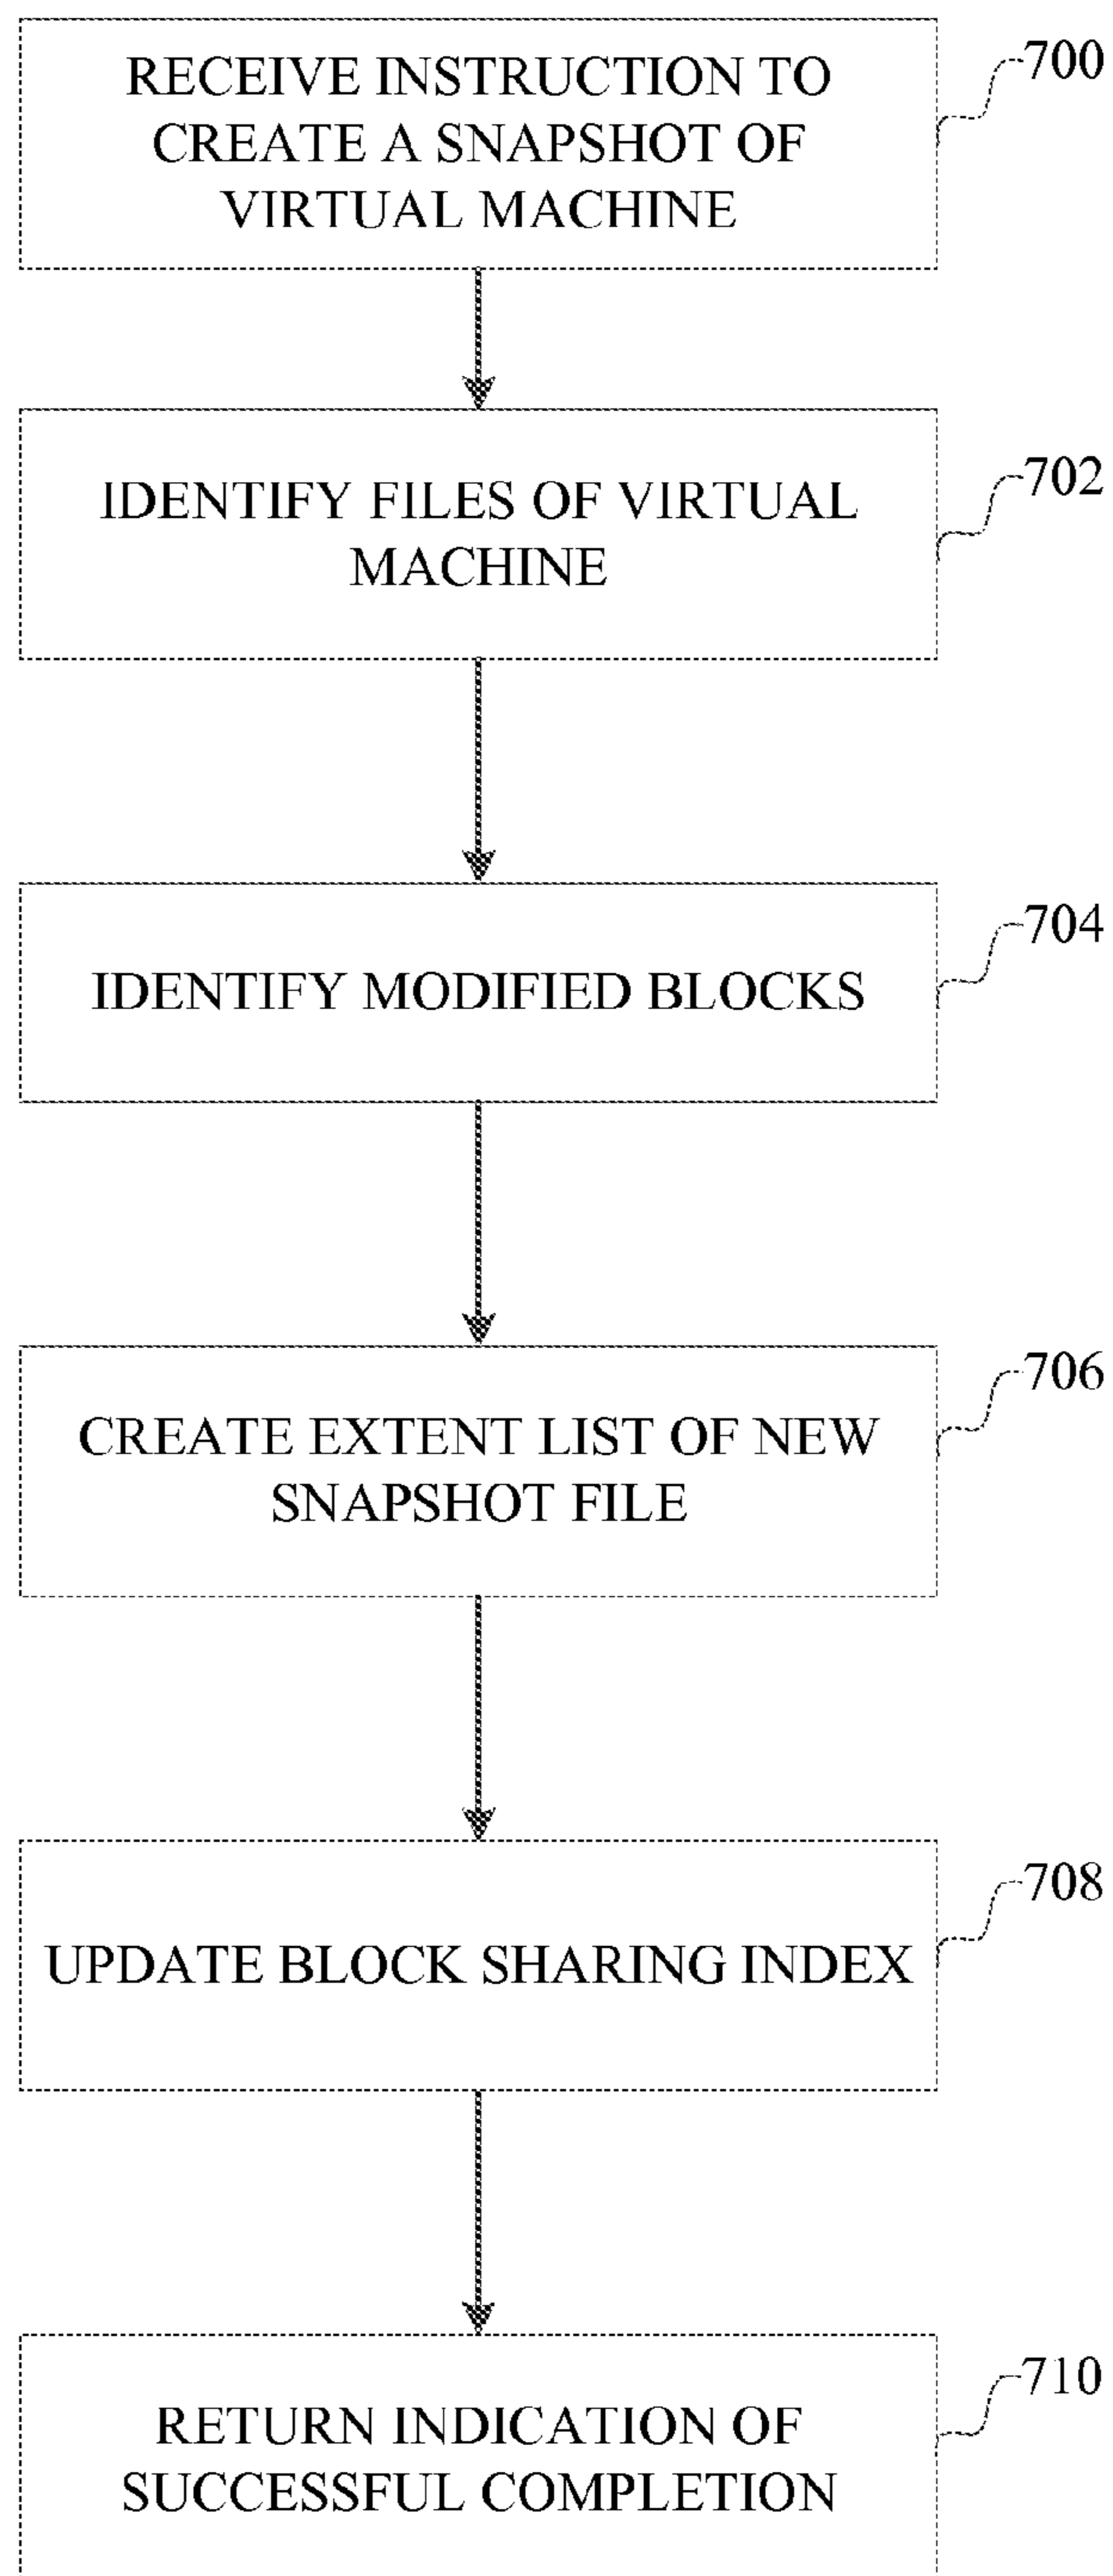 RECEIVE INSTRUCTION TO
CREATE A SNAPSHOT OF
VIRTUAL MACHINE
700
IDENTIFY FILES OF VIRTUAL
MACHINE
702
IDENTIFY MODIFIED BLOCKS
704
CREATE EXTENT LIST OF NEW
SNAPSHOT FILE
706
UPDATE BLOCK SHARING INDEX
708
RETURN INDICATION OF
SUCCESSFUL COMPLETION
710